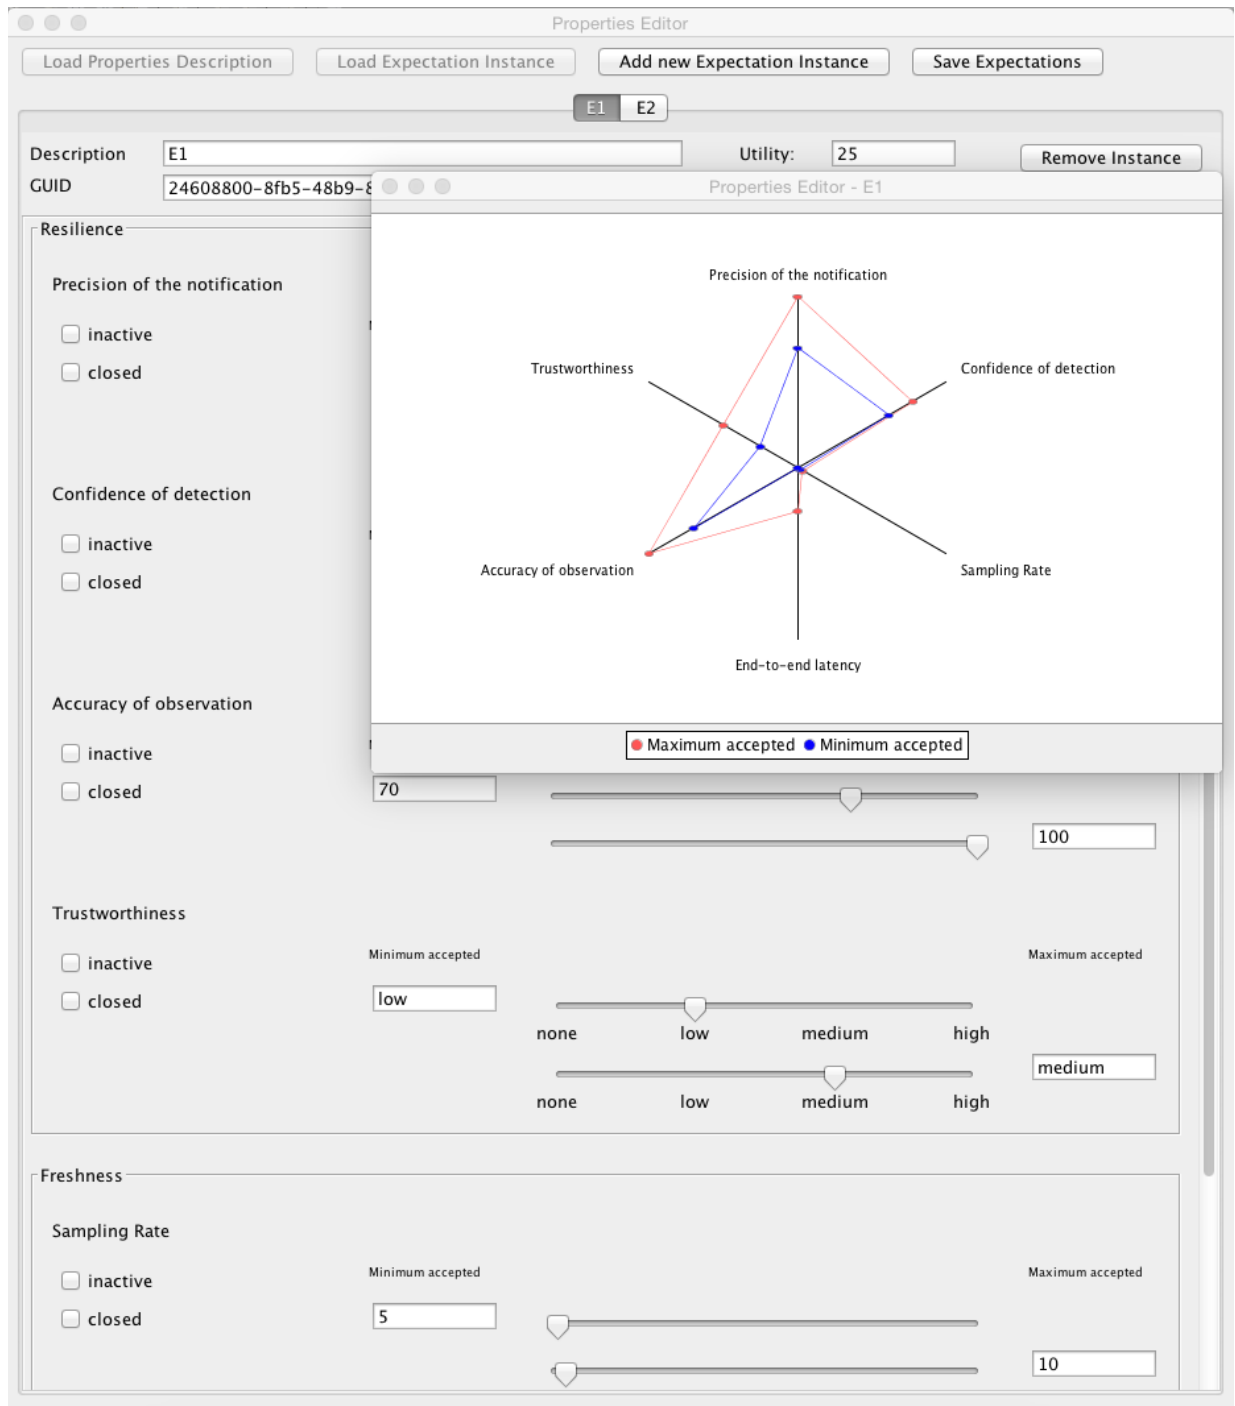 Properties Editor
Load Properties Description Load Expectation Instance Add new Expectation Instance Save Expectations
E1 E2
Description E1 Utility: 25 Remove Instance
GUID 24608800-8fb5-48b9-
Properties Editor - E1
Resilience
Precision of the notification
inactive
closed
Confidence of detection
inactive
closed
Accuracy of observation
inactive
closed
70
100
Precision of the notification
Trustworthiness
Confidence of detection
Accuracy of observation
Sampling Rate
End-to-end latency
Maximum accepted Minimum accepted
Trustworthiness
inactive Minimum accepted Maximum accepted
closed low
none low medium high
medium
none low medium high
Freshness
Sampling Rate
inactive Minimum accepted Maximum accepted
closed 5
10